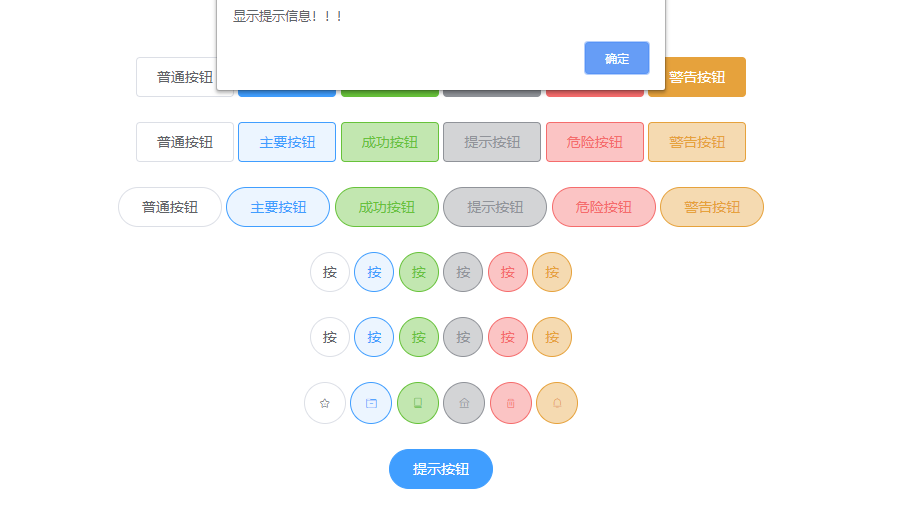 显示提示信息！！！
确定
普通按钮 警告按钮
普通按钮 主要按钮 成功按钮 提示按钮 危险按钮 警告按钮
普通按钮 主要按钮 成功按钮 提示按钮 危险按钮 警告按钮
按 按 按 按 按 按
按 按 按 按 按 按
提示按钮